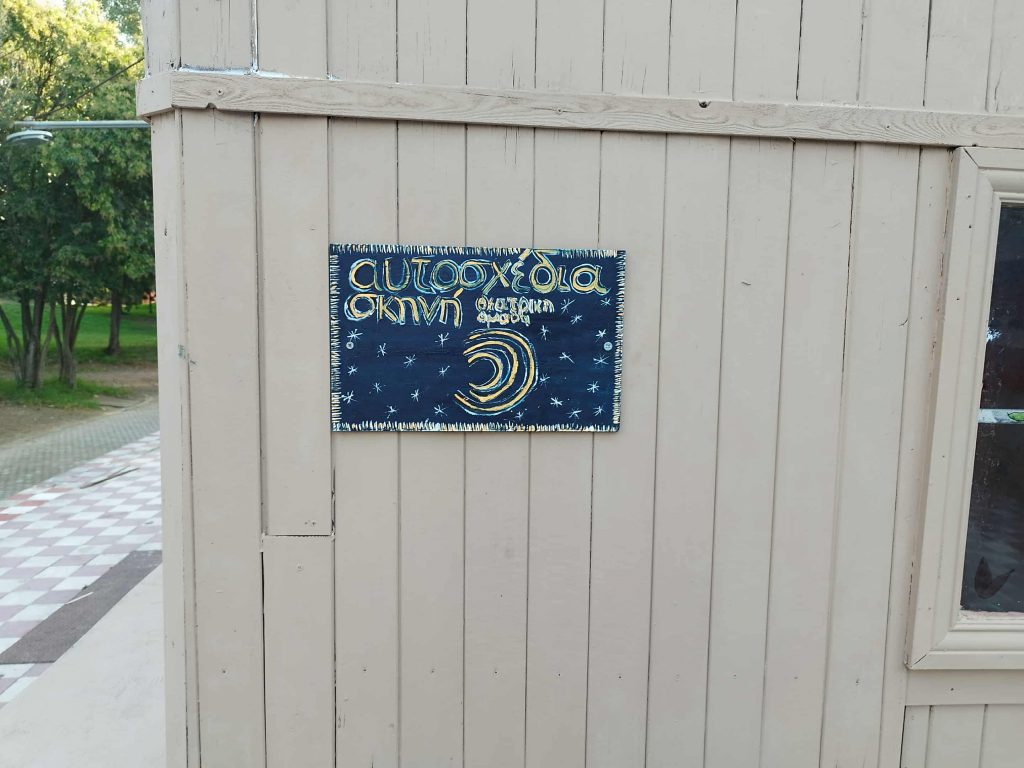 αυτοσχέδια
σκηνή θεατρική
ομάδα